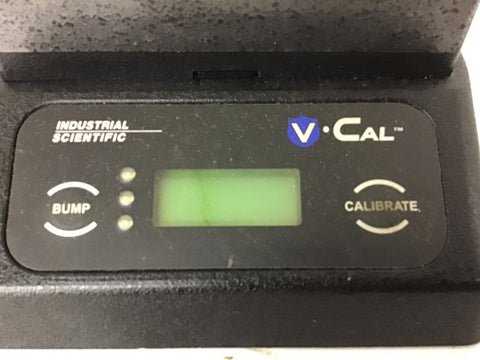 INDUSTRIAL
SCIENTIFIC
V·CAL™
BUMP
CALIBRATE